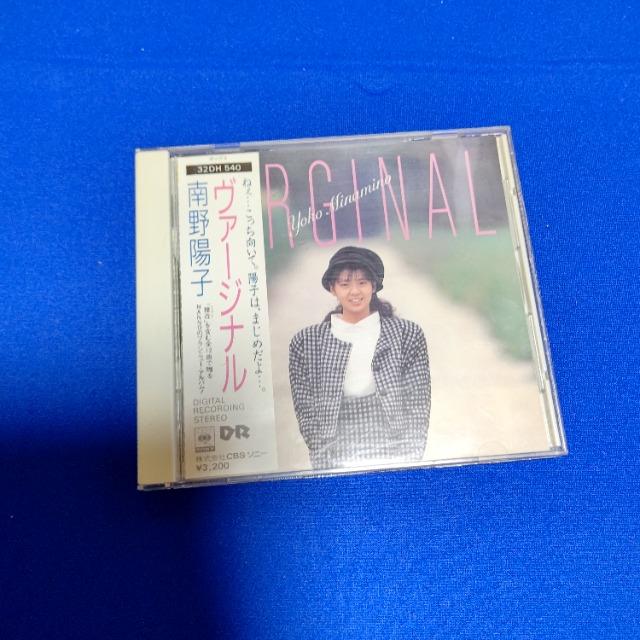 32DH 540
ねぇ…こっち向いて。陽子は、まじめだよ…。
ヴァージナル
南野陽子
DIGITAL
RECORDING
STEREO
DR
株式会社CBSソニー
¥3,200
RGINAL
Yoko Minamino